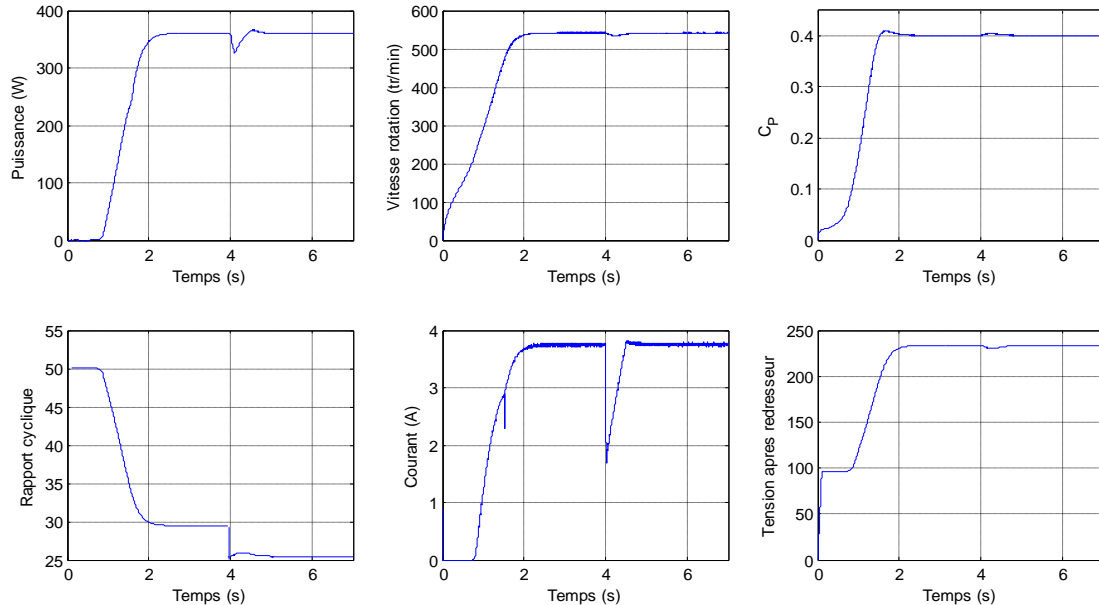 400
300
200
100
0
Puissance (W)
0 2 4 6
Temps (s)
600
500
400
300
200
100
0
Vitesse rotation (tr/min)
0 2 4 6
Temps (s)
0.4
0.3
0.2
0.1
0
C_P
0 2 4 6
Temps (s)
55
50
45
40
35
30
25
Rapport cyclique
0 2 4 6
Temps (s)
4
3
2
1
0
Courant (A)
0 2 4 6
Temps (s)
250
200
150
100
50
0
Tension apres redresseur
0 2 4 6
Temps (s)